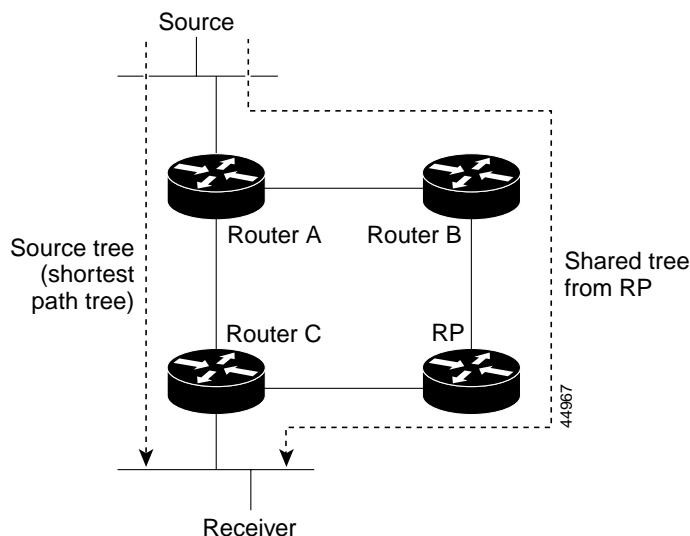 Source
Router A
Router B
Source tree
(shortest
path tree)
Shared tree
from RP
Router C
RP
44967
Receiver